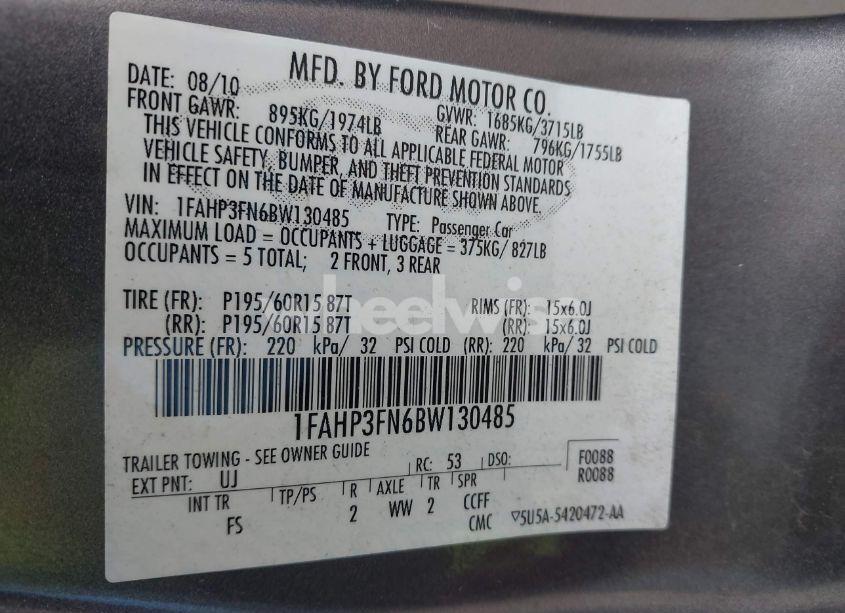 MFD. BY FORD MOTOR CO.
DATE: 08/10 GVWR: 1685KG/3715LB
FRONT GAWR: 895KG/1974LB REAR GAWR: 796KG/1755LB
THIS VEHICLE CONFORMS TO ALL APPLICABLE FEDERAL MOTOR
VEHICLE SAFETY, BUMPER, AND THEFT PREVENTION STANDARDS
IN EFFECT ON THE DATE OF MANUFACTURE SHOWN ABOVE.
VIN: 1FAHP3FN6BW130485 TYPE: Passenger Car
MAXIMUM LOAD = OCCUPANTS + LUGGAGE = 375KG/ 827LB
OCCUPANTS = 5 TOTAL; 2 FRONT, 3 REAR
TIRE (FR): P195/60R15 87T RIMS (FR): 15x6.0J
(RR): P195/60R15 87T (RR): 15x6.0J
PRESSURE (FR): 220 kPa/ 32 PSI COLD (RR): 220 kPa/ 32 PSI COLD
1FAHP3FN6BW130485
TRAILER TOWING - SEE OWNER GUIDE
EXT PNT: UJ RC: 53 DSO: F0088
R0088
INT TR TP/PS R AXLE TR SPR
FS 2 WW 2 CCFF
CMC ▽5U5A-5420472-AA